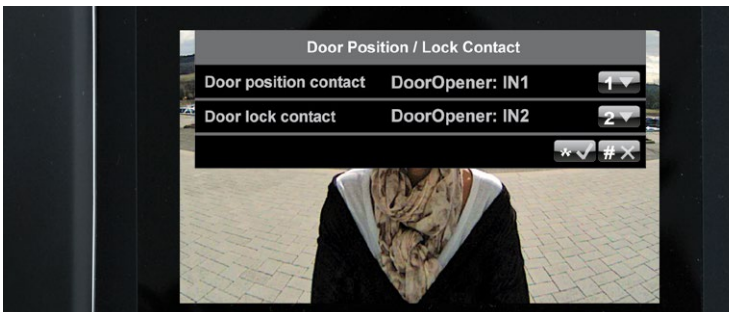 Door Position / Lock Contact
Door position contact DoorOpener: IN1 1
Door lock contact DoorOpener: IN2 2
* #